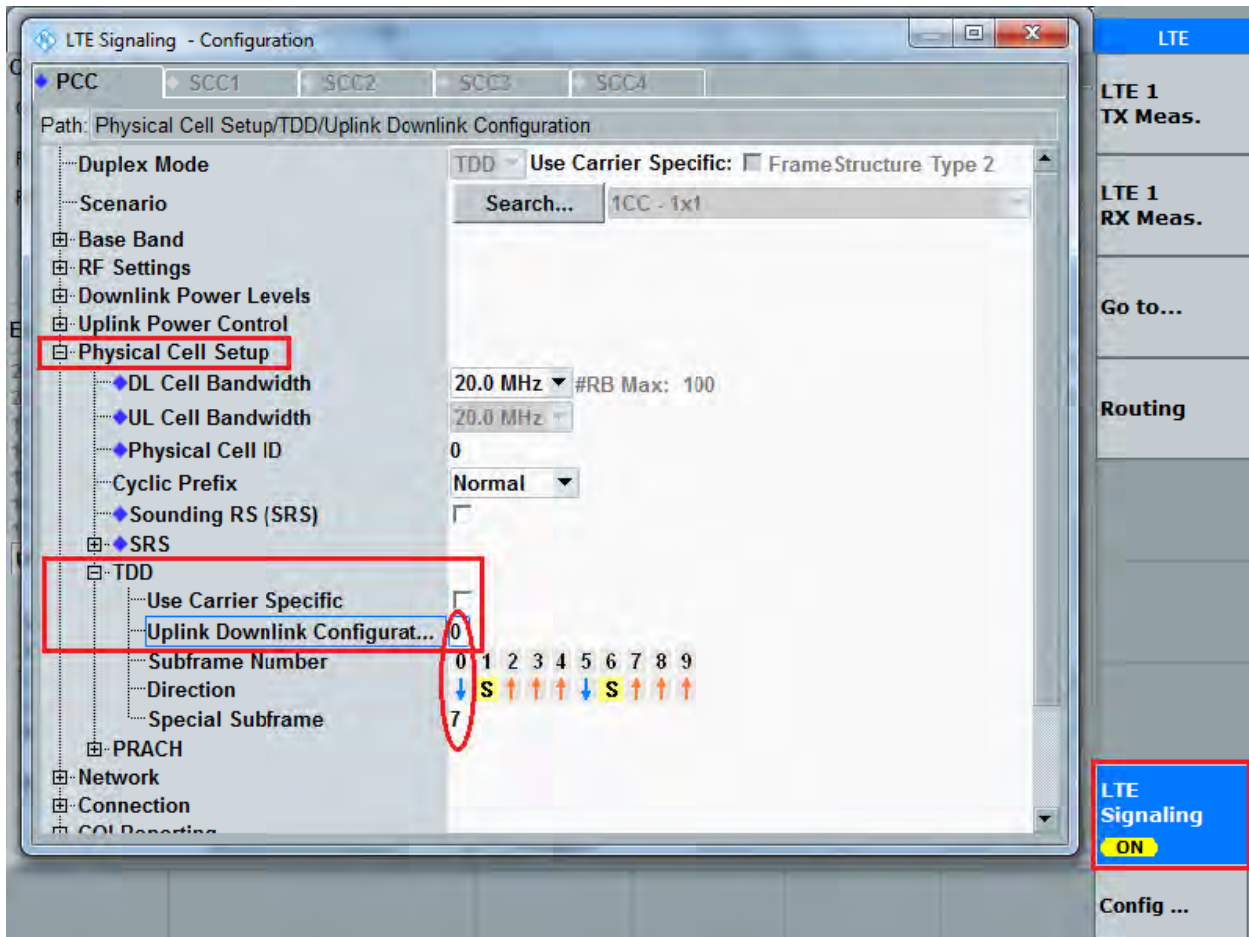 LTE Signaling - Configuration
PCC SCC1 SCC2 SCC3 SCC4
Path: Physical Cell Setup/TDD/Uplink Downlink Configuration
Duplex Mode TDD Use Carrier Specific: FrameStructure Type 2
Scenario Search... 1CC - 1x1
Base Band
RF Settings
Downlink Power Levels
Uplink Power Control
Physical Cell Setup
DL Cell Bandwidth 20.0 MHz #RB Max: 100
UL Cell Bandwidth 20.0 MHz
Physical Cell ID 0
Cyclic Prefix Normal
Sounding RS (SRS)
SRS
TDD
Use Carrier Specific
Uplink Downlink Configurat... 0
Subframe Number 0 1 2 3 4 5 6 7 8 9
Direction ↓ S ↑ ↑ ↑ ↓ S ↑ ↑ ↑
Special Subframe 7
PRACH
Network
Connection
LTE
LTE 1
TX Meas.
LTE 1
RX Meas.
Go to...
Routing
LTE
Signaling
ON
Config ...